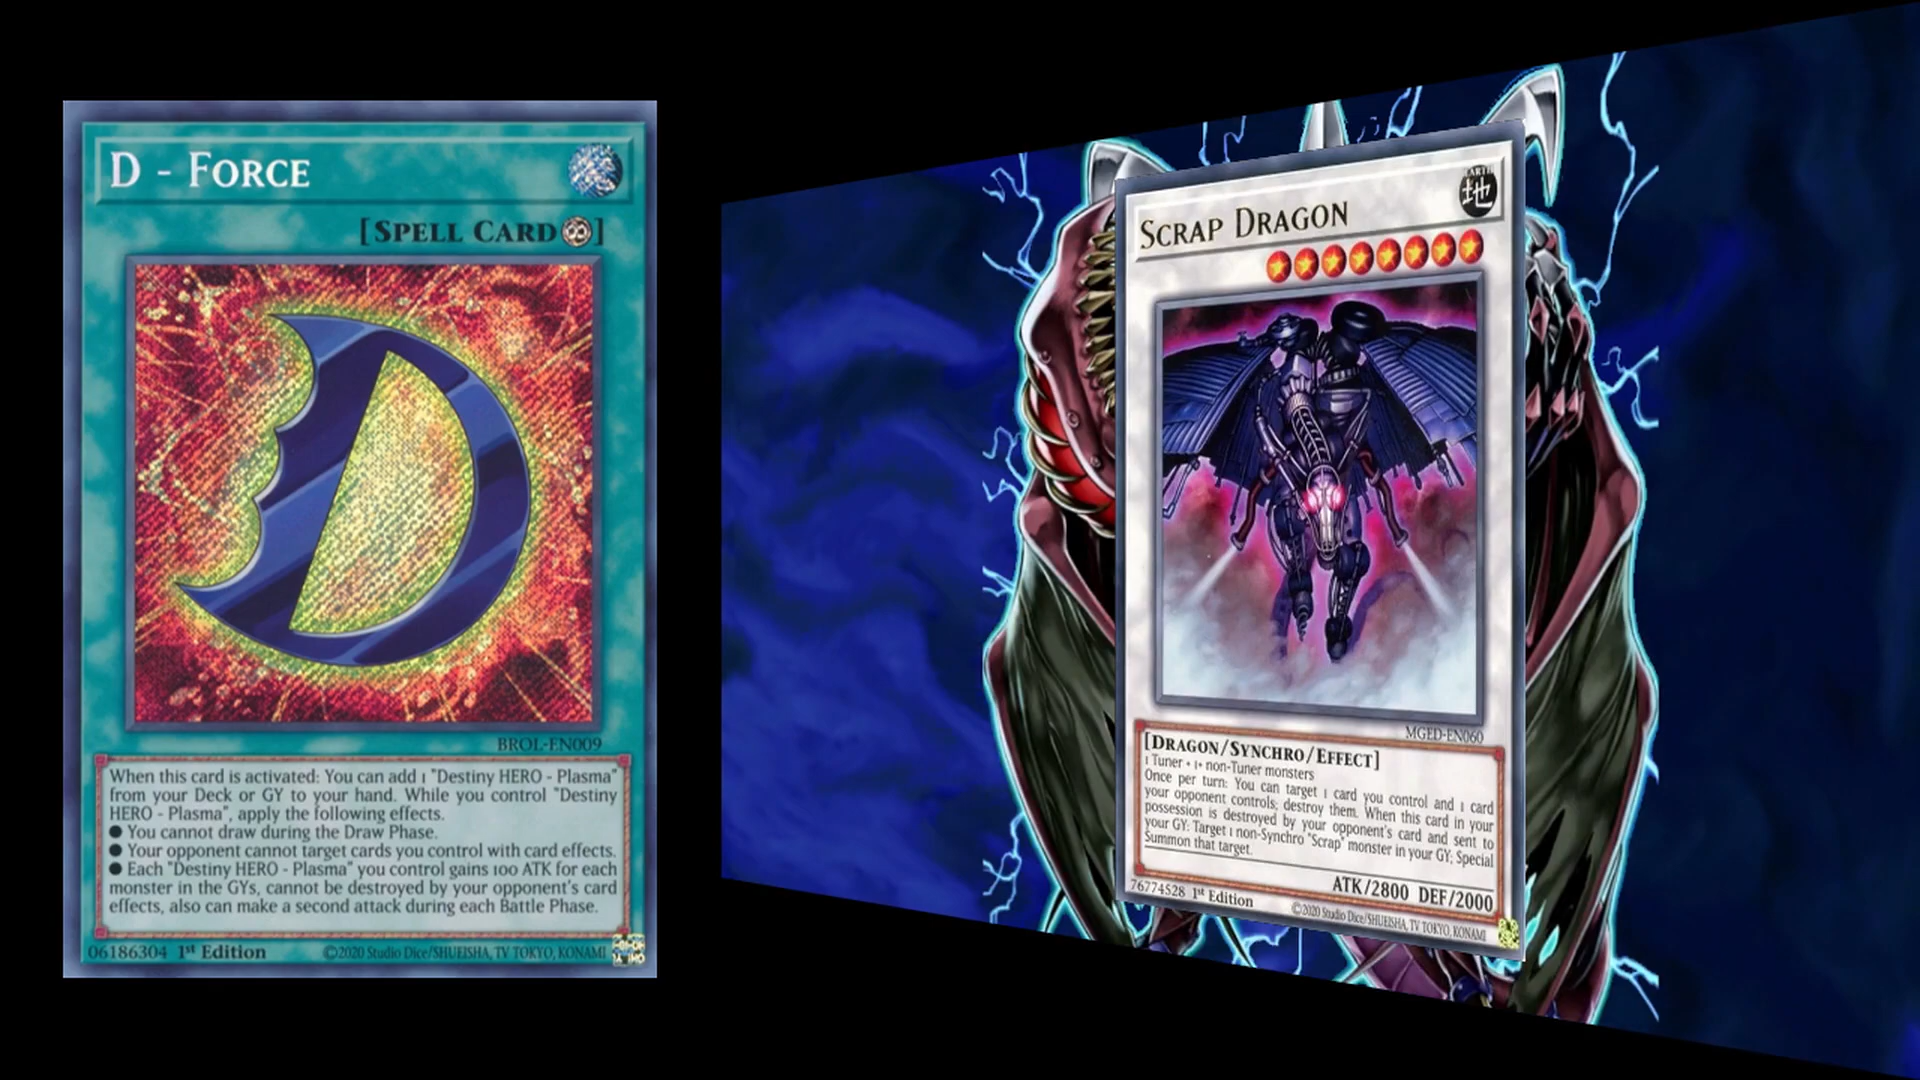 D - Force
[Spell Card]
BROL-EN009
When this card is activated: You can add 1 "Destiny HERO - Plasma"
from your Deck or GY to your hand. While you control "Destiny
HERO - Plasma", apply the following effects.
● You cannot draw during the Draw Phase.
● Your opponent cannot target cards you control with card effects.
● Each "Destiny HERO - Plasma" you control gains 100 ATK for each
monster in the GYs, cannot be destroyed by your opponent's card
effects, also can make a second attack during each Battle Phase.
06186304 1st Edition ©2020 Studio Dice/SHUEISHA, TV TOKYO, KONAMI
Scrap Dragon
EARTH
地
MGED-EN060
[Dragon/Synchro/Effect]
1 Tuner + 1+ non-Tuner monsters
Once per turn: You can target 1 card you control and 1 card
your opponent controls; destroy them. When this card in your
possession is destroyed by your opponent's card and sent to
your GY: Target 1 non-Synchro "Scrap" monster in your GY; Special
Summon that target.
ATK/2800 DEF/2000
76774528 1st Edition ©2020 Studio Dice/SHUEISHA, TV TOKYO, KONAMI